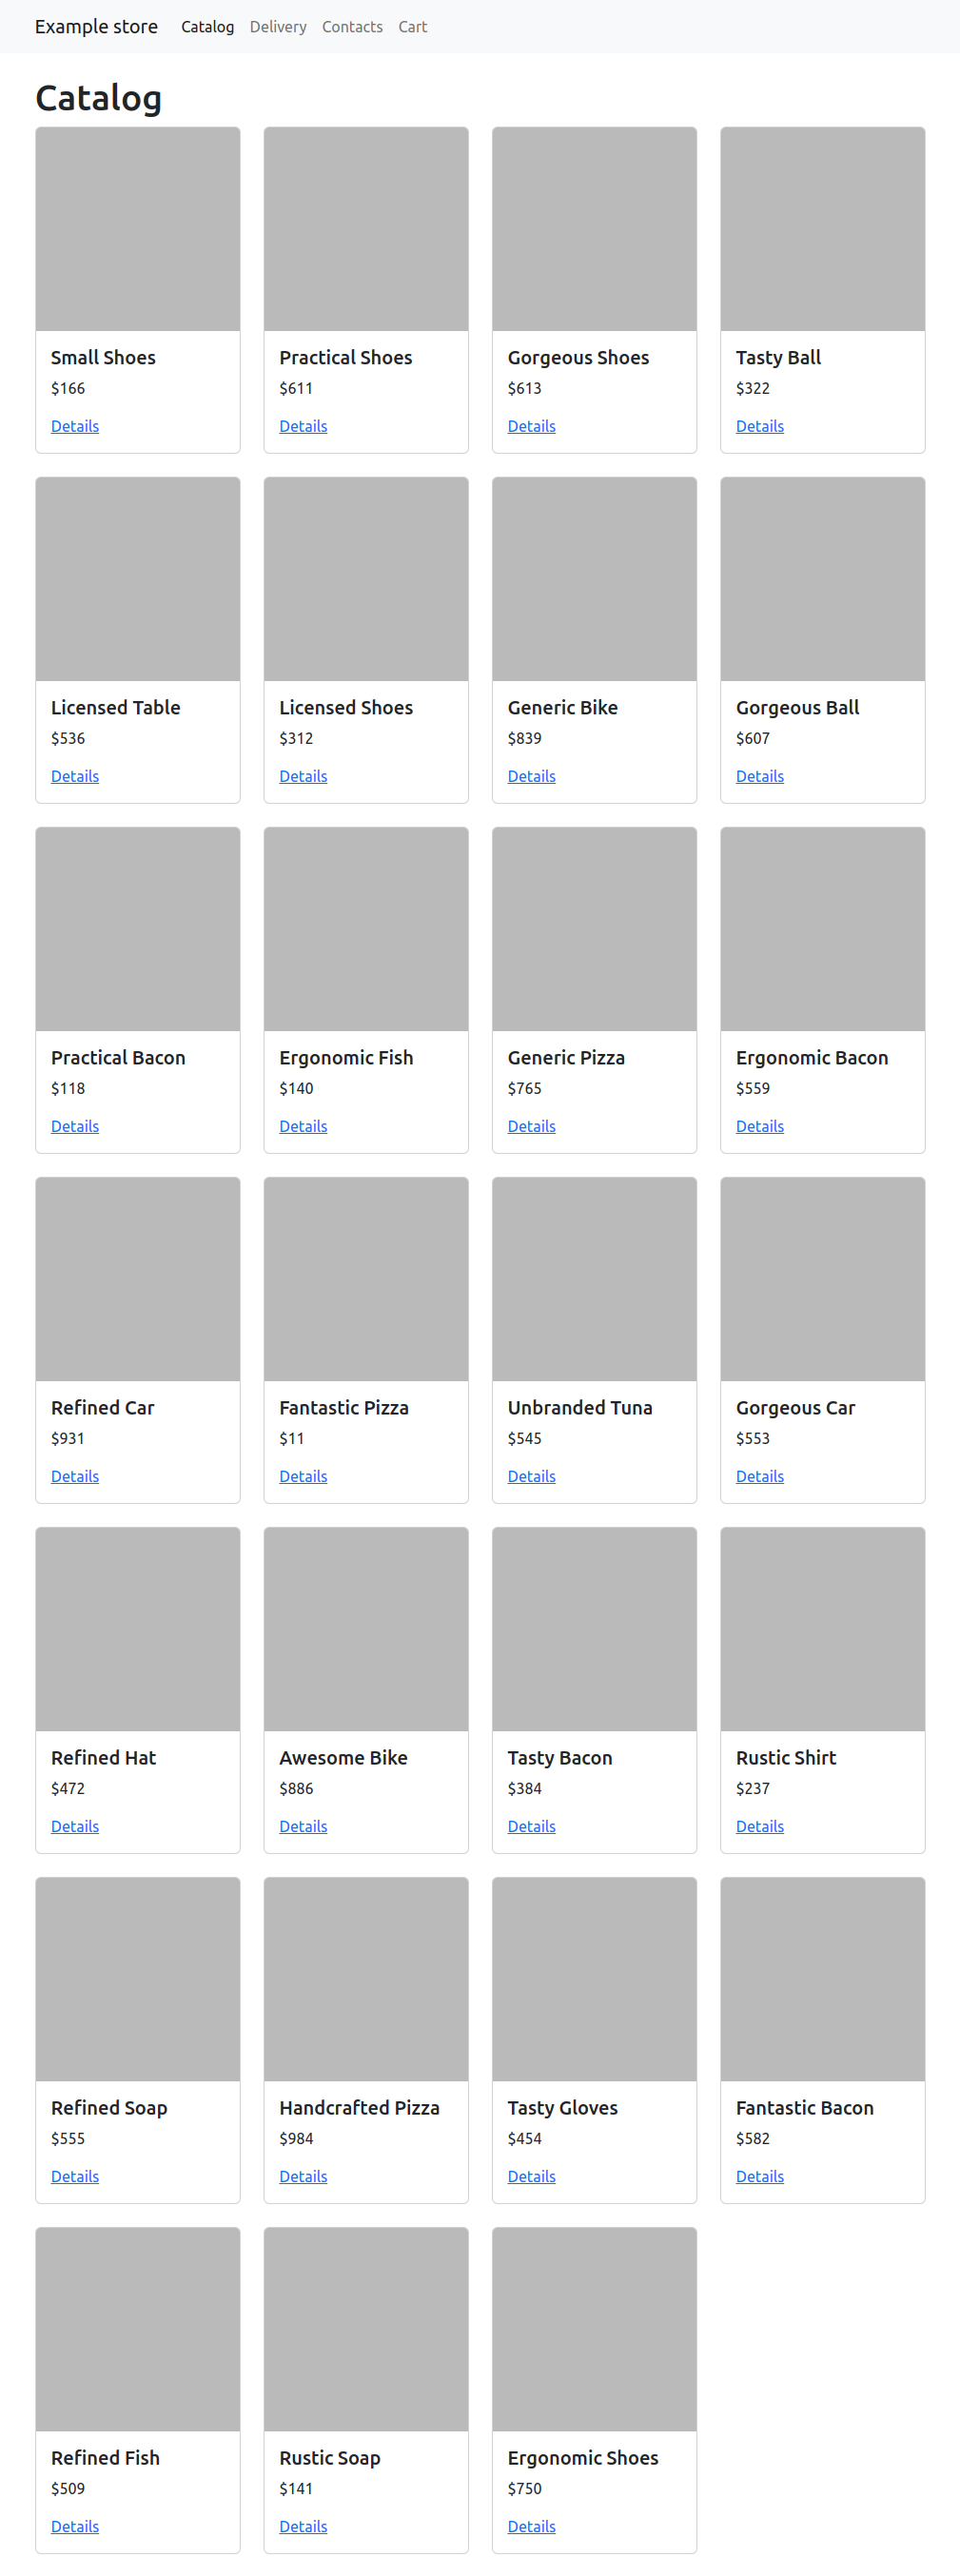 Example store Catalog Delivery Contacts Cart
Catalog
Small Shoes Practical Shoes Gorgeous Shoes Tasty Ball
$166 $611 $613 $322
Details Details Details Details
Licensed Table Licensed Shoes Generic Bike Gorgeous Ball
$536 $312 $839 $607
Details Details Details Details
Practical Bacon Ergonomic Fish Generic Pizza Ergonomic Bacon
$118 $140 $765 $559
Details Details Details Details
Refined Car Fantastic Pizza Unbranded Tuna Gorgeous Car
$931 $11 $545 $553
Details Details Details Details
Refined Hat Awesome Bike Tasty Bacon Rustic Shirt
$472 $886 $384 $237
Details Details Details Details
Refined Soap Handcrafted Pizza Tasty Gloves Fantastic Bacon
$555 $984 $454 $582
Details Details Details Details
Refined Fish Rustic Soap Ergonomic Shoes
$509 $141 $750
Details Details Details